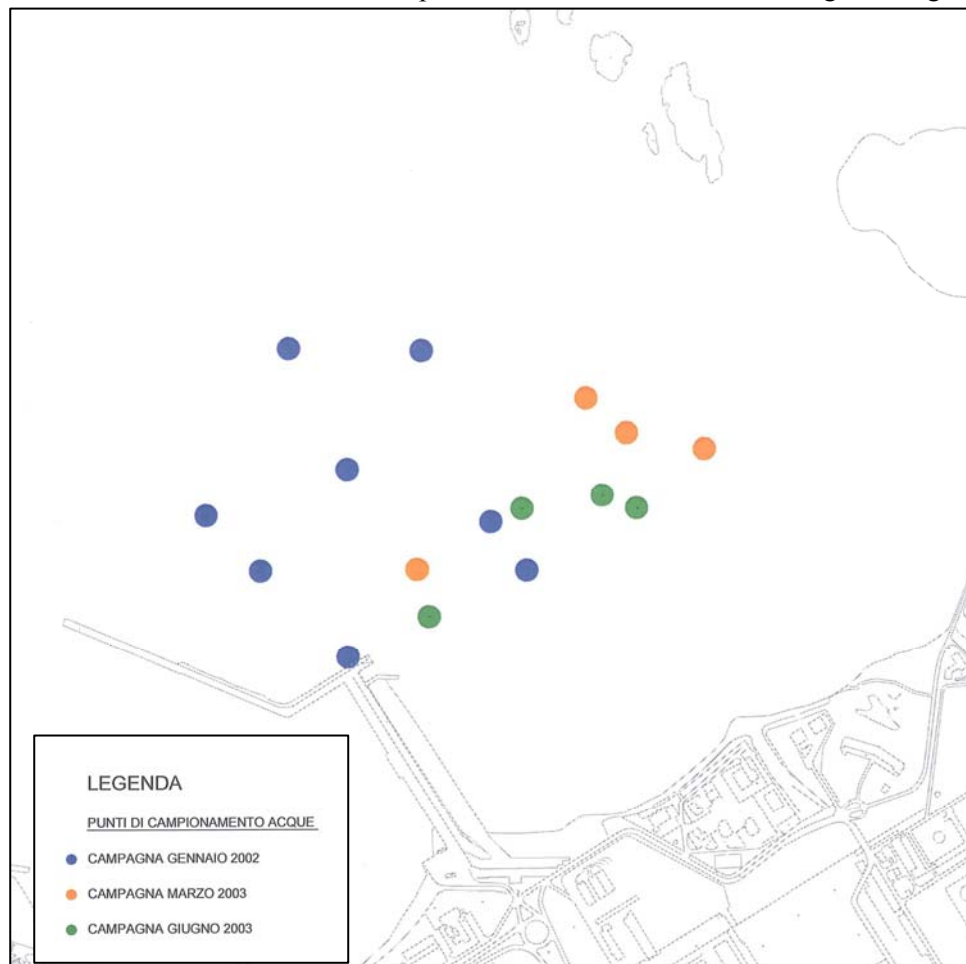 LEGENDA
PUNTI DI CAMPIONAMENTO ACQUE
CAMPAGNA GENNAIO 2002
CAMPAGNA MARZO 2003
CAMPAGNA GIUGNO 2003